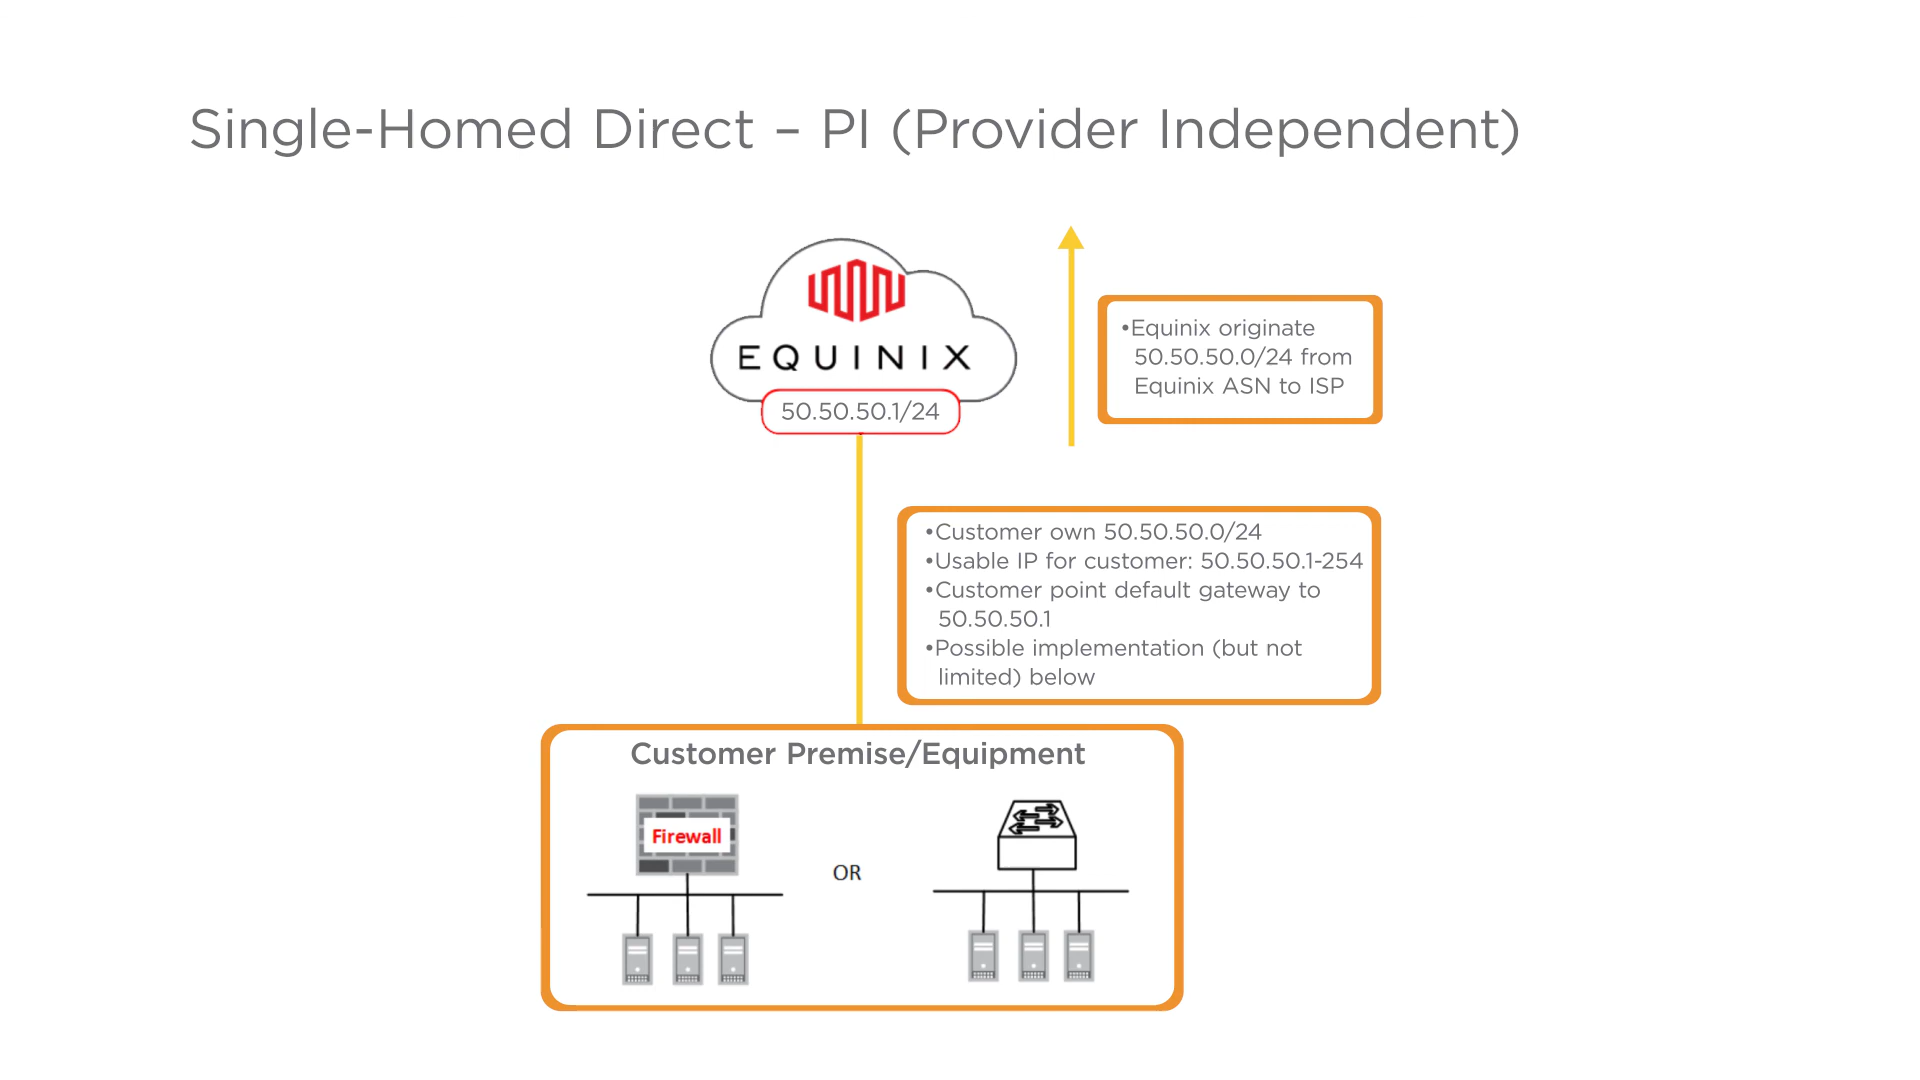 Single-Homed Direct – PI (Provider Independent)
EQUINIX
50.50.50.1/24
•Equinix originate
50.50.50.0/24 from
Equinix ASN to ISP
•Customer own 50.50.50.0/24
•Usable IP for customer: 50.50.50.1-254
•Customer point default gateway to
50.50.50.1
•Possible implementation (but not
limited) below
Customer Premise/Equipment
Firewall
OR